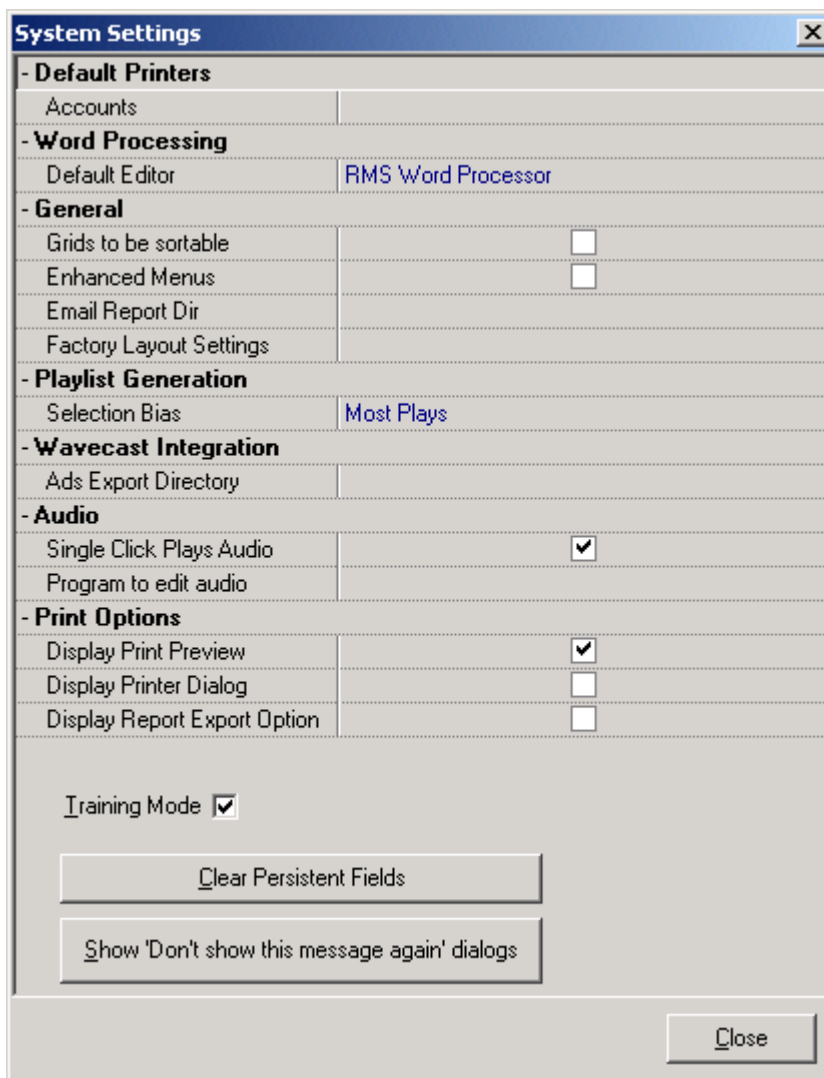 System Settings
- Default Printers
Accounts
- Word Processing
Default Editor RMS Word Processor
- General
Grids to be sortable
Enhanced Menus
Email Report Dir
Factory Layout Settings
- Playlist Generation
Selection Bias Most Plays
- Wavecast Integration
Ads Export Directory
- Audio
Single Click Plays Audio
Program to edit audio
- Print Options
Display Print Preview
Display Printer Dialog
Display Report Export Option
Training Mode
Clear Persistent Fields
Show 'Don't show this message again' dialogs
Close